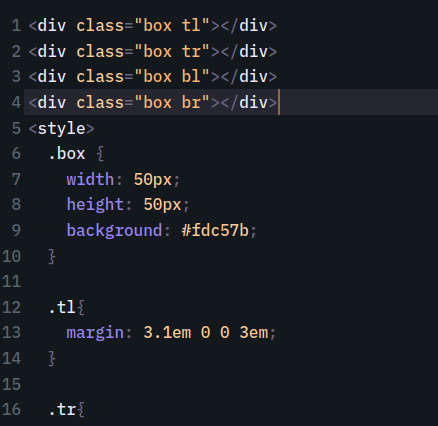 1 <div class="box tl"></div>
2 <div class="box tr"></div>
3 <div class="box bl"></div>
4 <div class="box br"></div>
5 <style>
6   .box {
7     width: 50px;
8     height: 50px;
9     background: #fdc57b;
10   }
11
12   .tl{
13     margin: 3.1em 0 0 3em;
14   }
15
16   .tr{